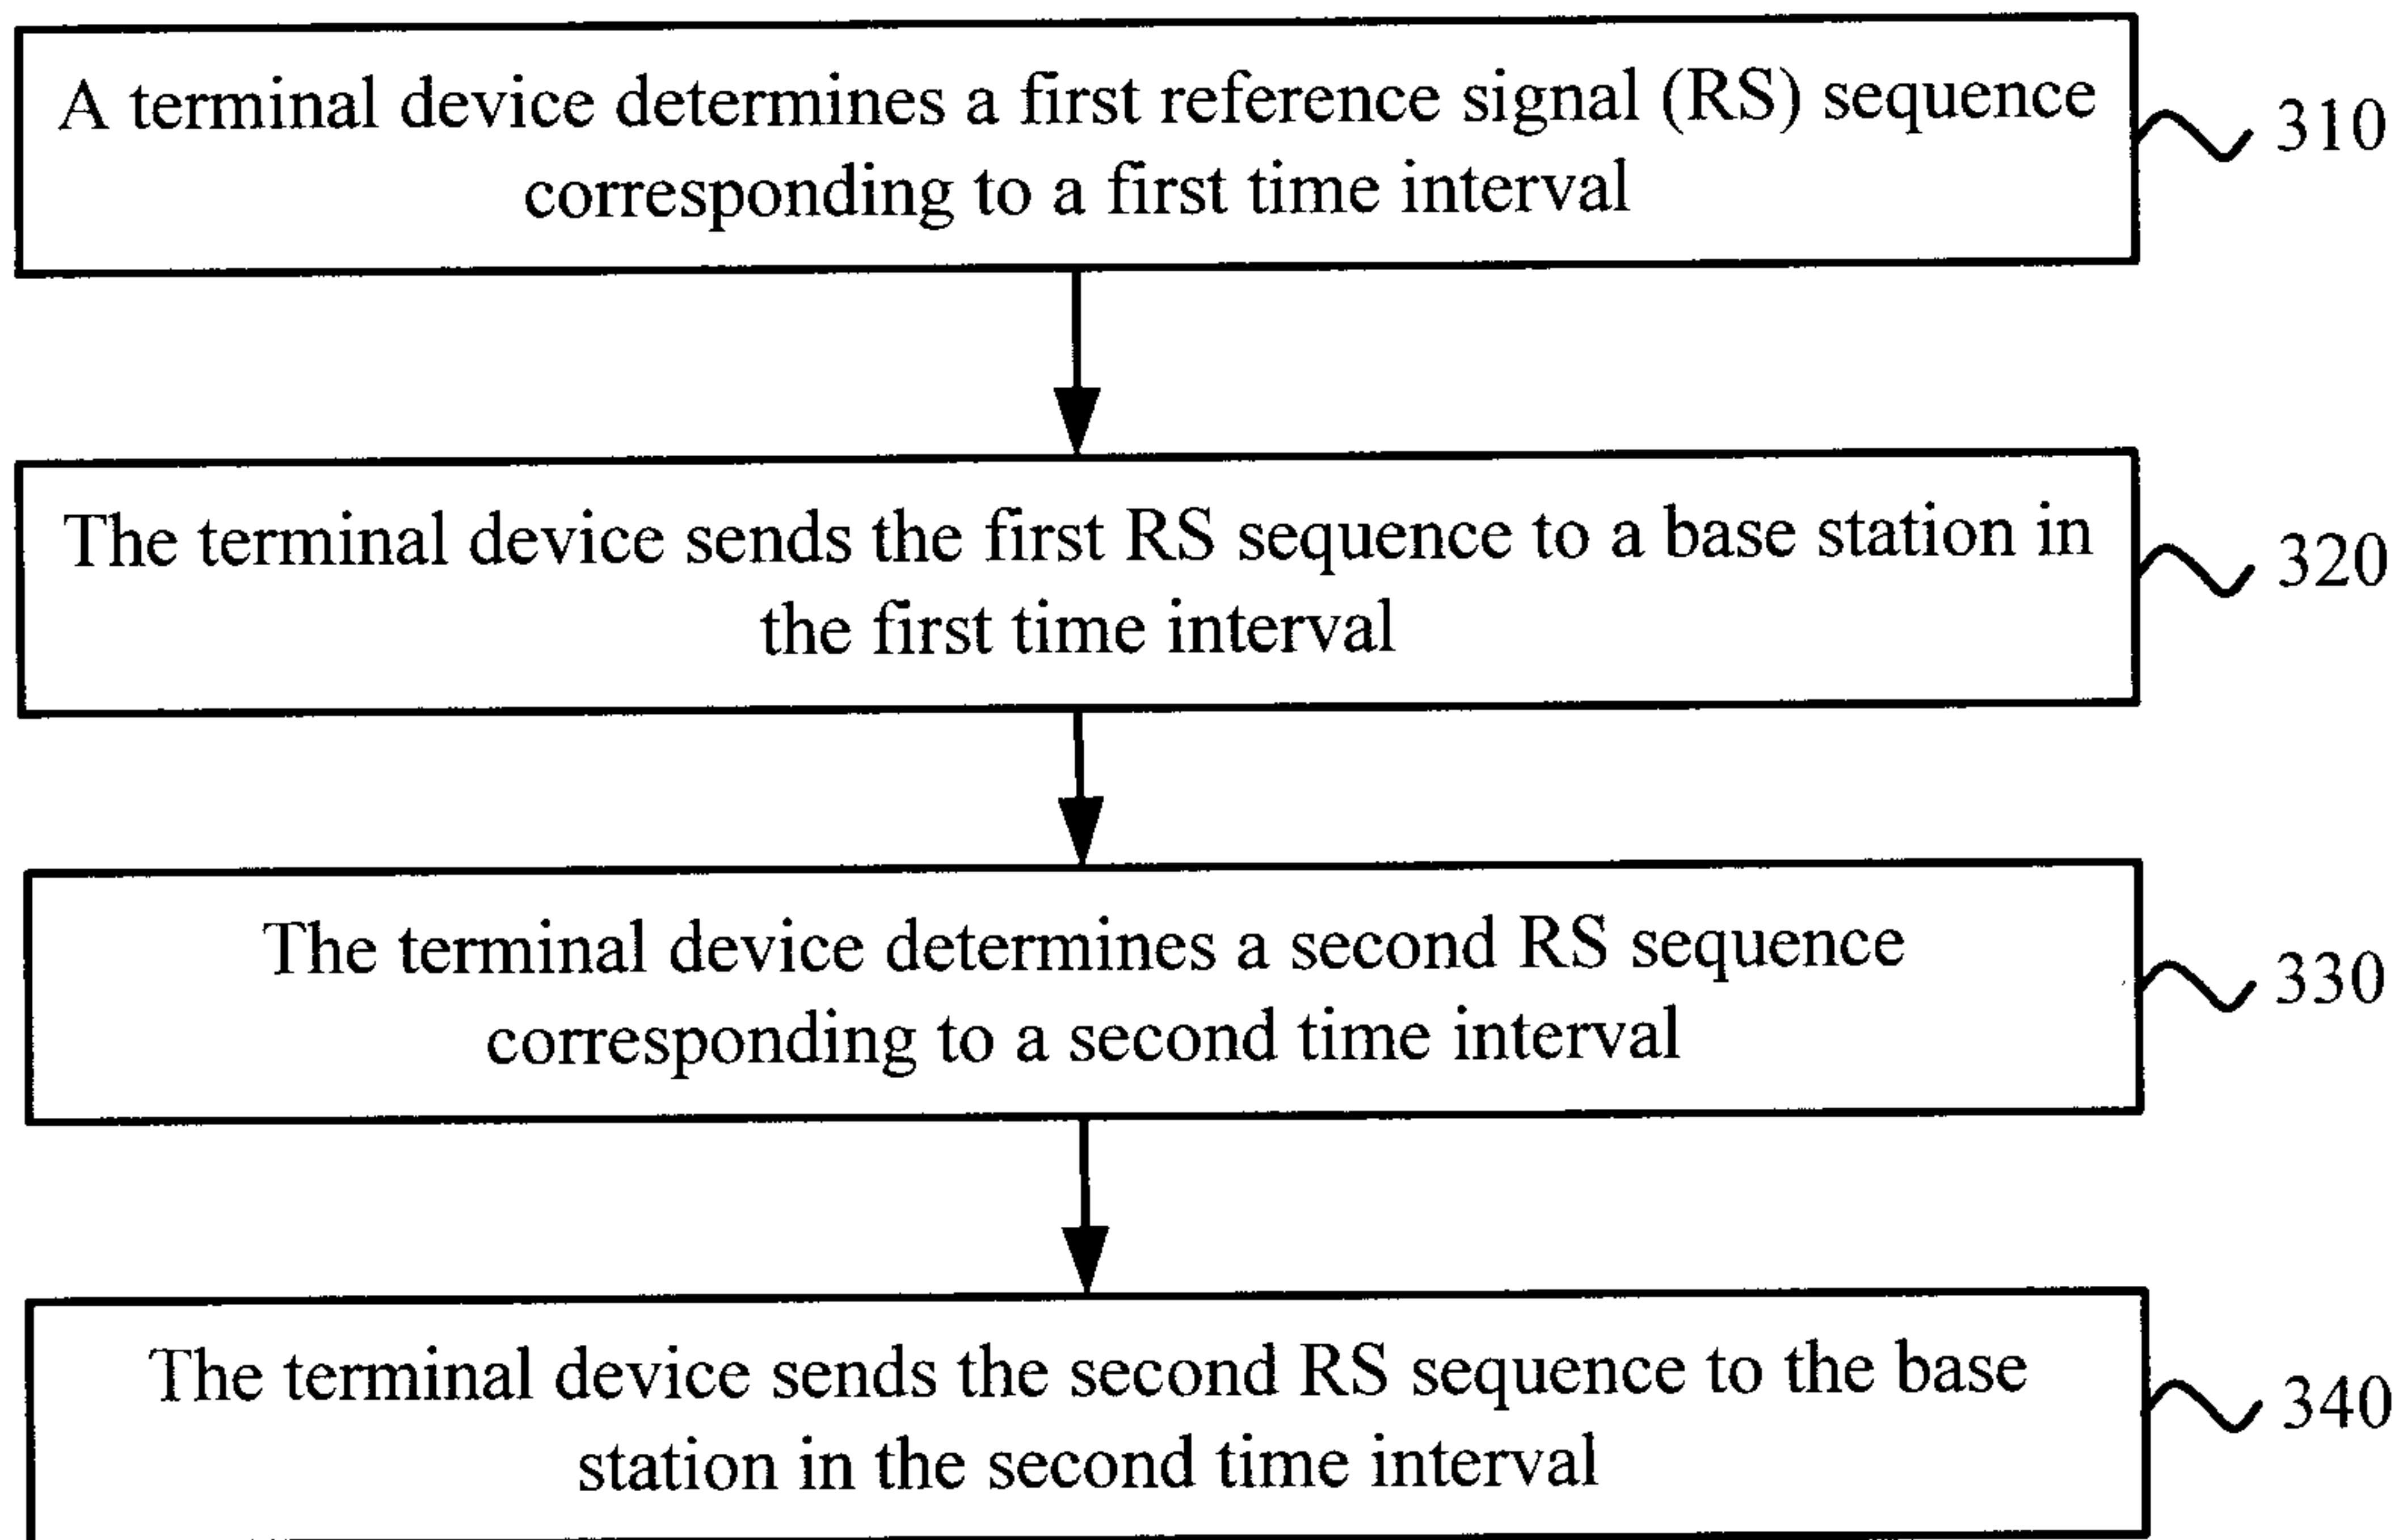 A terminal device determines a first reference signal (RS) sequence
corresponding to a first time interval
310
The terminal device sends the first RS sequence to a base station in
the first time interval
320
The terminal device determines a second RS sequence
corresponding to a second time interval
330
The terminal device sends the second RS sequence to the base
station in the second time interval
340